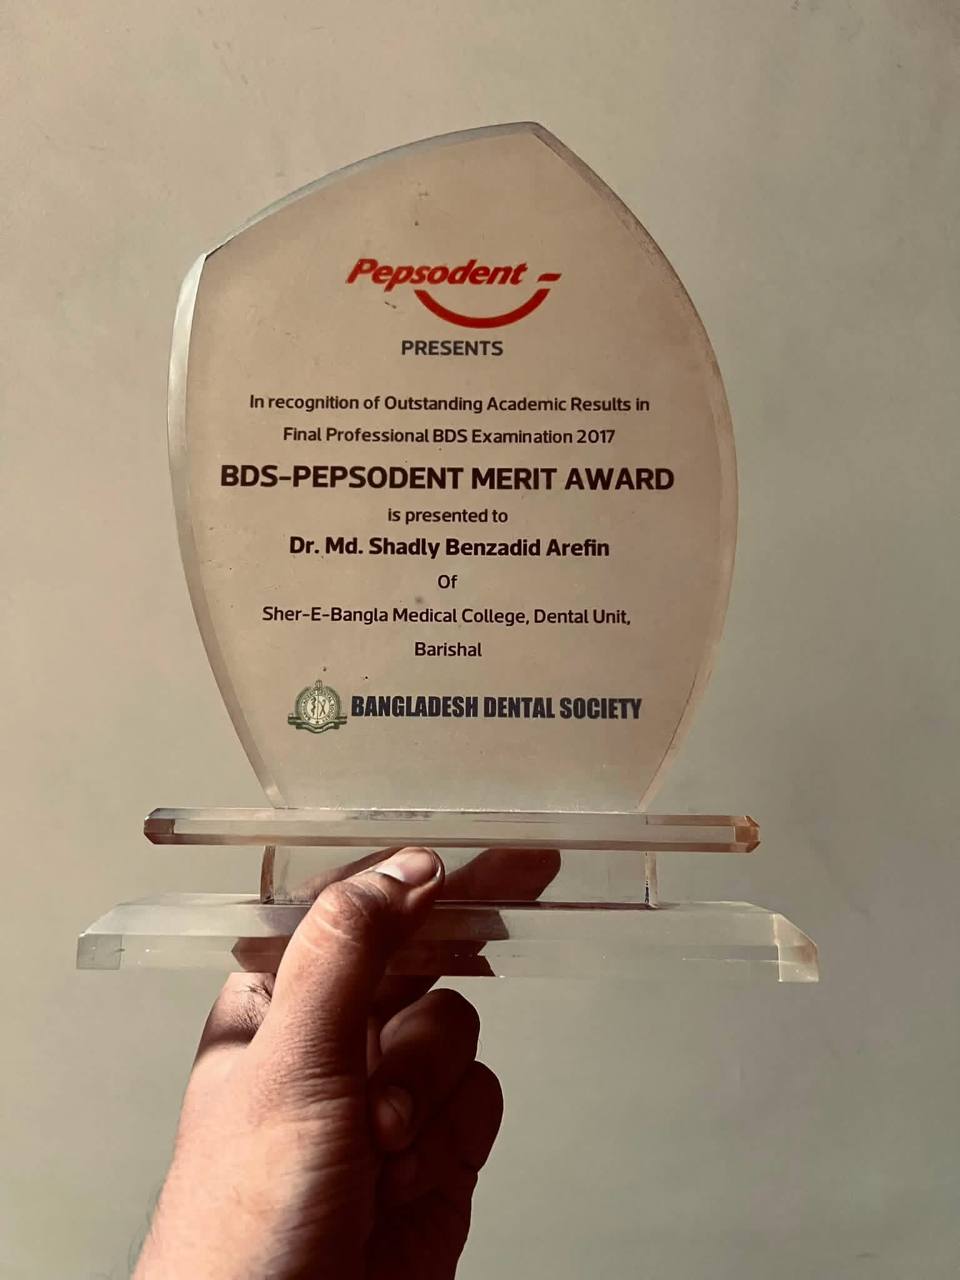 Pepsodent
PRESENTS
In recognition of Outstanding Academic Results in
Final Professional BDS Examination 2017
BDS-PEPSODENT MERIT AWARD
is presented to
Dr. Md. Shadly Benzadid Arefin
Of
Sher-E-Bangla Medical College, Dental Unit,
Barishal
BANGLADESH DENTAL SOCIETY